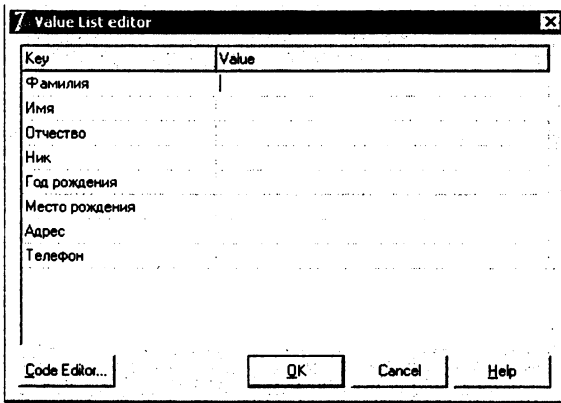 7 Value List editor
Key Value
Фамилия
Имя
Отчество
Ник
Год рождения
Место рождения
Адрес
Телефон
Code Editor... OK Cancel Help